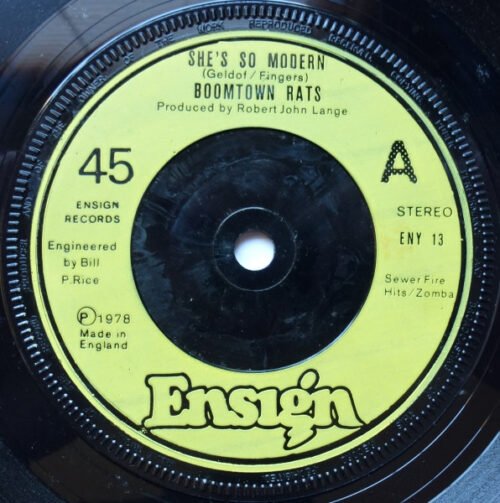 SHE'S SO MODERN
(Geldof/Fingers)
BOOMTOWN RATS
Produced by Robert John Lange
45
A
ENSIGN
RECORDS
STEREO
ENY 13
Engineered
by Bill
P.Rice
Sewer Fire
Hits/Zomba
Ⓟ1978
Made in
England
Ensign